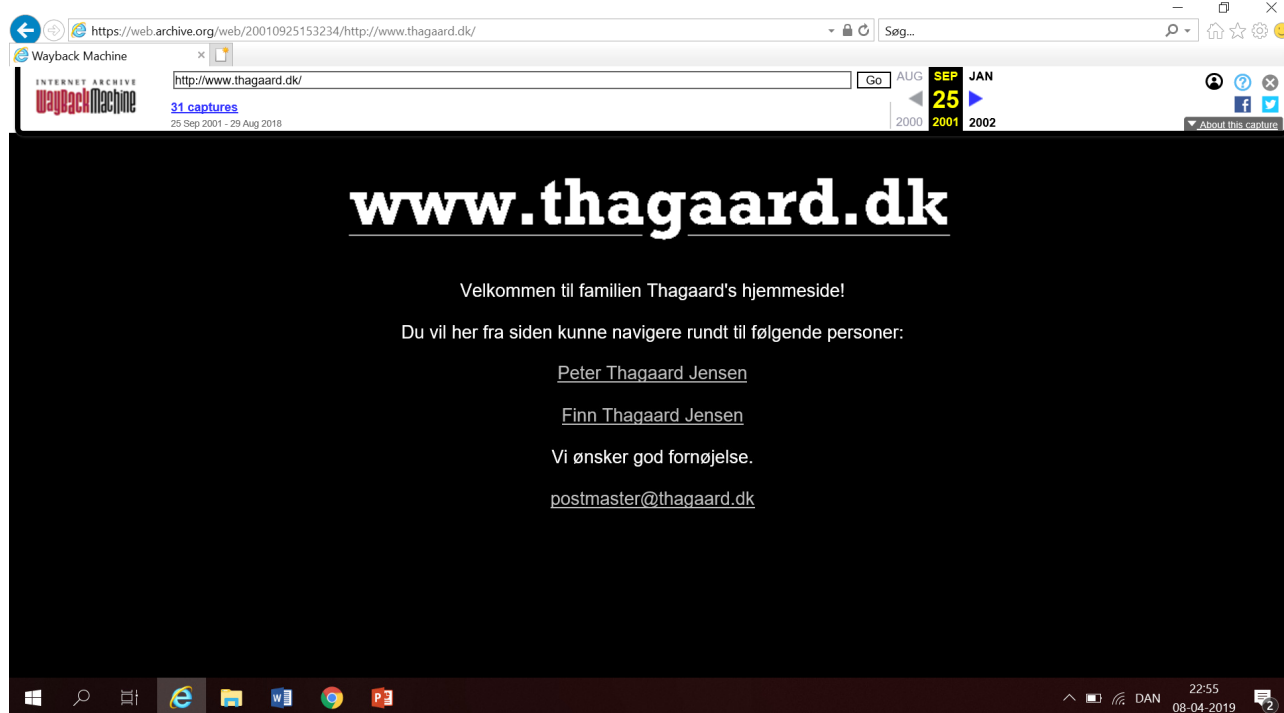 https://web.archive.org/web/20010925153234/http://www.thagaard.dk/
Søg...
Wayback Machine
INTERNET ARCHIVE
WayBackMachine
http://www.thagaard.dk/
Go
AUG SEP JAN
31 captures
25
25 Sep 2001 - 29 Aug 2018
2000 2001 2002
About this capture
www.thagaard.dk
Velkommen til familien Thagaard's hjemmeside!
Du vil her fra siden kunne navigere rundt til følgende personer:
Peter Thagaard Jensen
Finn Thagaard Jensen
Vi ønsker god fornøjelse.
postmaster@thagaard.dk
DAN
22:55
08-04-2019
2